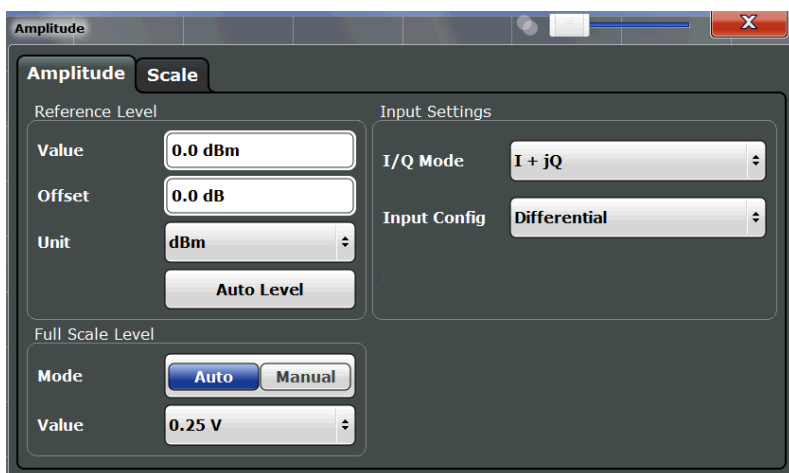 Amplitude
X
Amplitude Scale
Reference Level
Value 0.0 dBm
Offset 0.0 dB
Unit dBm
Auto Level
Input Settings
I/Q Mode I + jQ
Input Config Differential
Full Scale Level
Mode Auto Manual
Value 0.25 V